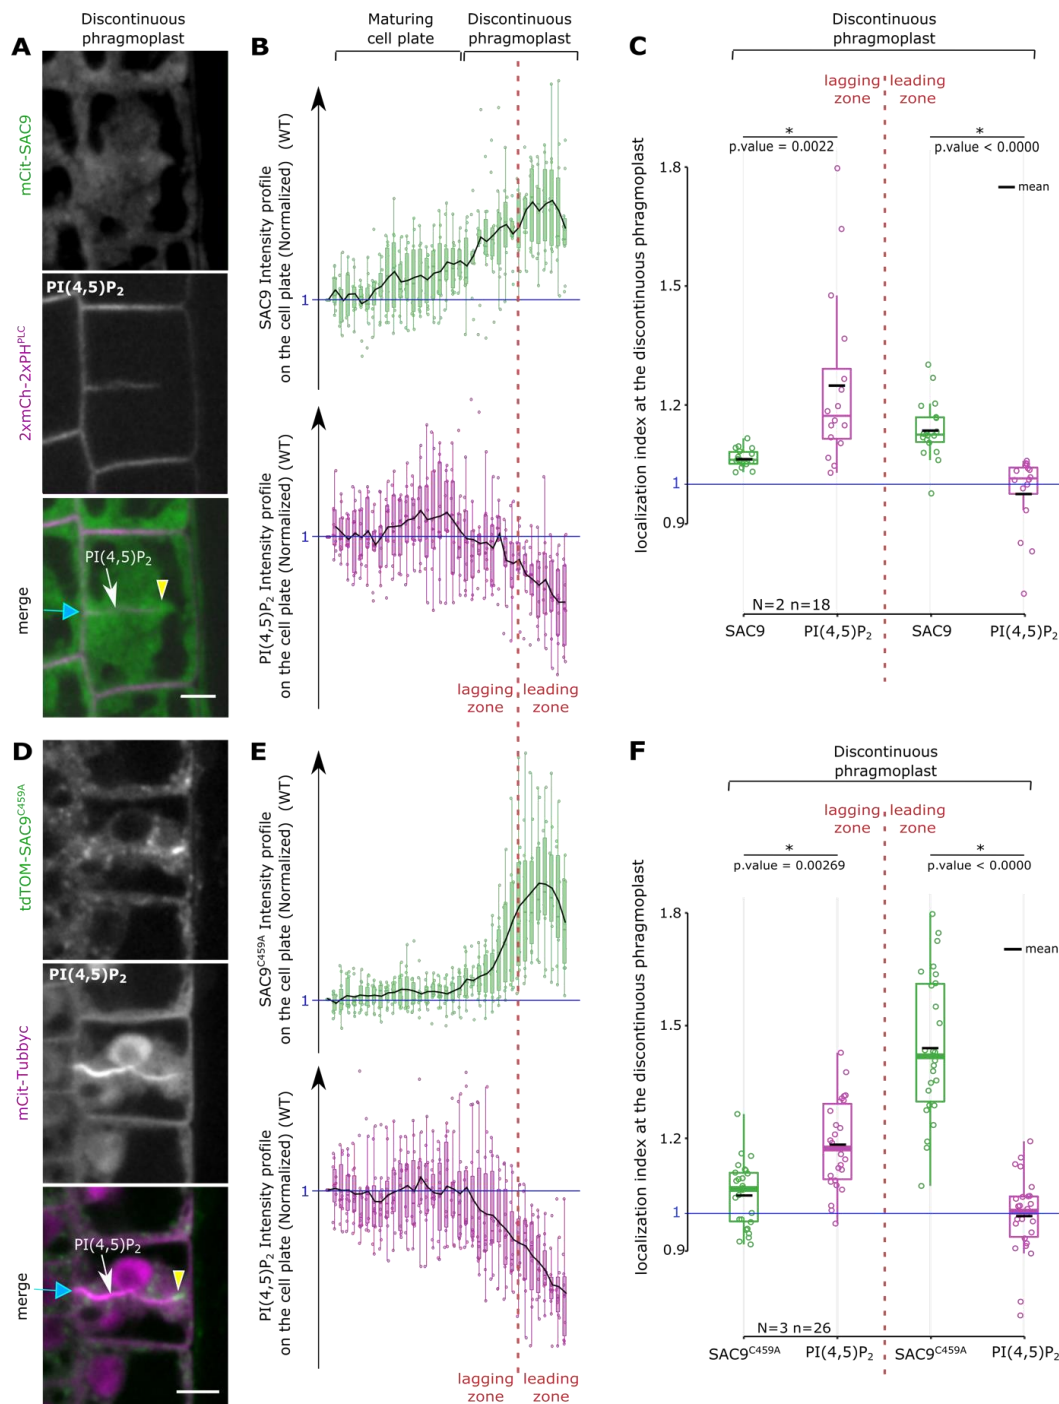 A
Discontinuous
phragmoplast
mCit-SAC9
PI(4,5)P2
2xmCh-2xPHPLC
PI(4,5)P2
merge
B
Maturing
cell plate
Discontinuous
phragmoplast
SAC9 Intensity profile
on the cell plate (Normalized) (WT)
1
PI(4,5)P2 Intensity profile
on the cell plate (Normalized) (WT)
1
lagging
zone
leading
zone
C
Discontinuous
phragmoplast
lagging
zone
leading
zone
*
p.value = 0.0022
*
p.value < 0.0000
mean
localization index at the discontinuous phragmoplast
1.8
1.5
1.2
1
0.9
N=2 n=18
SAC9
PI(4,5)P2
SAC9
PI(4,5)P2
D
tdTOM-SAC9C459A
PI(4,5)P2
mCit-Tubbyc
PI(4,5)P2
merge
E
SAC9C459A Intensity profile
on the cell plate (Normalized) (WT)
1
PI(4,5)P2 Intensity profile
on the cell plate (Normalized) (WT)
1
lagging
zone
leading
zone
F
Discontinuous
phragmoplast
lagging
zone
leading
zone
*
p.value = 0.00269
*
p.value < 0.0000
mean
localization index at the discontinuous phragmoplast
1.8
1.5
1.2
1
0.9
N=3 n=26
SAC9C459A
PI(4,5)P2
SAC9C459A
PI(4,5)P2